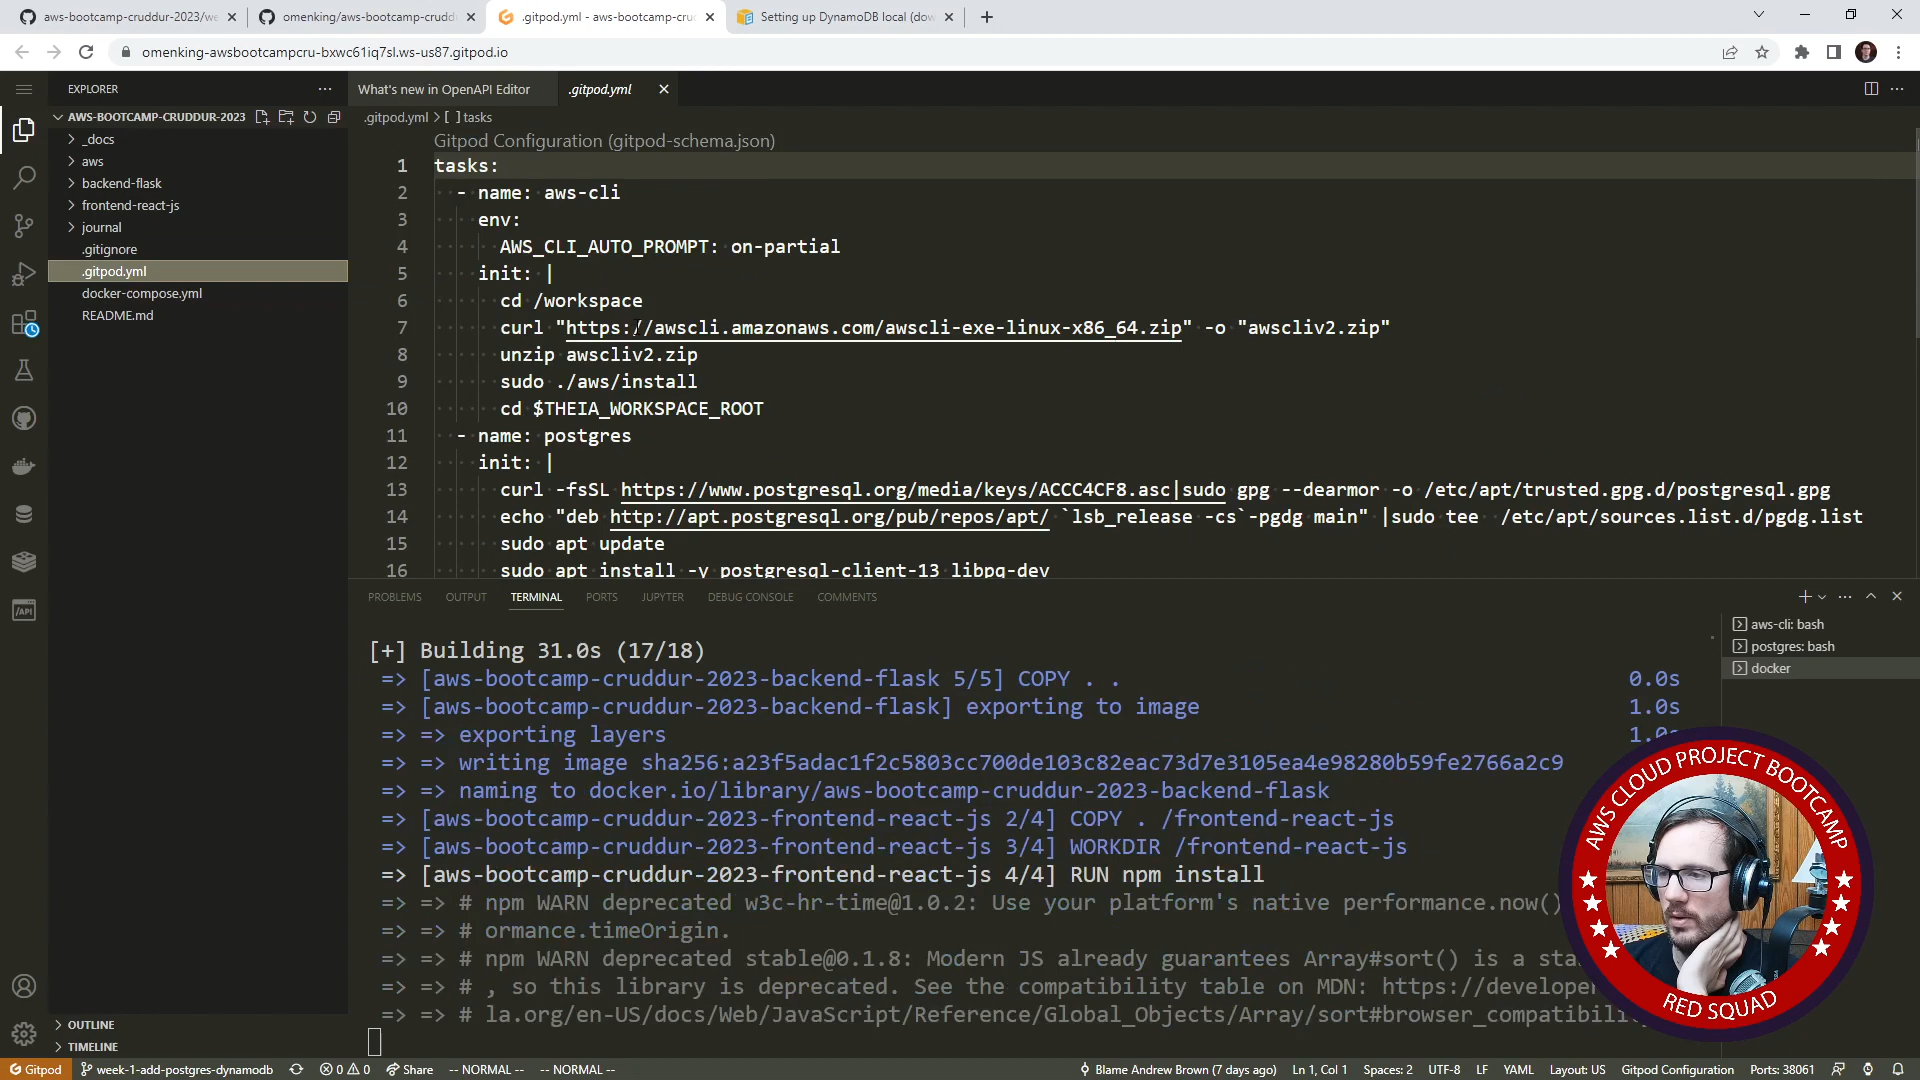 aws-bootcamp-cruddur-2023/we
omenking/aws-bootcamp-crudd
.gitpod.yml - aws-bootcamp-cru
Setting up DynamoDB local (dow
omenking-awsbootcampcru-bxwc61iq7sl.ws-us87.gitpod.io
EXPLORER
What's new in OpenAPI Editor
.gitpod.yml
AWS-BOOTCAMP-CRUDDUR-2023
.gitpod.yml > [ ] tasks
_docs
aws
backend-flask
frontend-react-js
journal
.gitignore
.gitpod.yml
docker-compose.yml
README.md
Gitpod Configuration (gitpod-schema.json)
1 tasks:
2 - name: aws-cli
3 env:
4 AWS_CLI_AUTO_PROMPT: on-partial
5 init: |
6 cd /workspace
7 curl "https://awscli.amazonaws.com/awscli-exe-linux-x86_64.zip" -o "awscliv2.zip"
8 unzip awscliv2.zip
9 sudo ./aws/install
10 cd $THEIA_WORKSPACE_ROOT
11 - name: postgres
12 init: |
13 curl -fsSL https://www.postgresql.org/media/keys/ACCC4CF8.asc|sudo gpg --dearmor -o /etc/apt/trusted.gpg.d/postgresql.gpg
14 echo "deb http://apt.postgresql.org/pub/repos/apt/ `lsb_release -cs`-pgdg main" |sudo tee /etc/apt/sources.list.d/pgdg.list
15 sudo apt update
16 sudo apt install -y postgresql-client-13 libpq-dev
PROBLEMS OUTPUT TERMINAL PORTS JUPYTER DEBUG CONSOLE COMMENTS
aws-cli: bash
postgres: bash
docker
[+] Building 31.0s (17/18)
=> [aws-bootcamp-cruddur-2023-backend-flask 5/5] COPY . . 0.0s
=> [aws-bootcamp-cruddur-2023-backend-flask] exporting to image 1.0s
=> => exporting layers 1.0s
=> => writing image sha256:a23f5adac1f2c5803cc700de103c82eac73d7e3105ea4e98280b59fe2766a2c9
=> => naming to docker.io/library/aws-bootcamp-cruddur-2023-backend-flask
=> [aws-bootcamp-cruddur-2023-frontend-react-js 2/4] COPY . /frontend-react-js
=> [aws-bootcamp-cruddur-2023-frontend-react-js 3/4] WORKDIR /frontend-react-js
=> [aws-bootcamp-cruddur-2023-frontend-react-js 4/4] RUN npm install
=> => # npm WARN deprecated w3c-hr-time@1.0.2: Use your platform's native performance.now()
=> => # ormance.timeOrigin.
=> => # npm WARN deprecated stable@0.1.8: Modern JS already guarantees Array#sort() is a sta
=> => # , so this library is deprecated. See the compatibility table on MDN: https://develope
=> => # la.org/en-US/docs/Web/JavaScript/Reference/Global_Objects/Array/sort#browser_compatibili
AWS CLOUD PROJECT BOOTCAMP
RED SQUAD
OUTLINE
TIMELINE
Gitpod week-1-add-postgres-dynamodb 0 0 Share -- NORMAL -- -- NORMAL -- Blame Andrew Brown (7 days ago) Ln 1, Col 1 Spaces: 2 UTF-8 LF YAML Layout: US Gitpod Configuration Ports: 38061